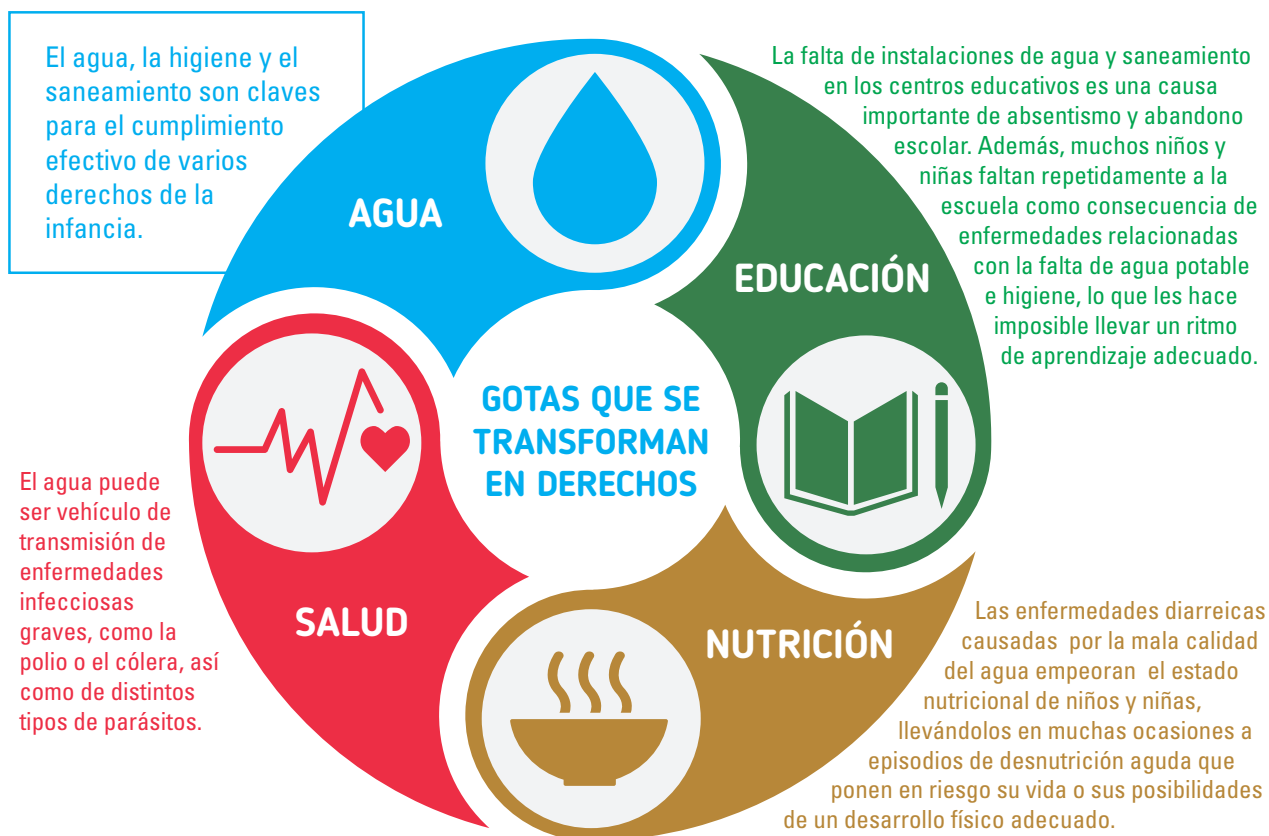 El agua, la higiene y el
saneamiento son claves
para el cumplimiento
efectivo de varios
derechos de la
infancia.
AGUA
La falta de instalaciones de agua y saneamiento
en los centros educativos es una causa
importante de absentismo y abandono
escolar. Además, muchos niños y
niñas faltan repetidamente a la
escuela como consecuencia de
enfermedades relacionadas
con la falta de agua potable
e higiene, lo que les hace
imposible llevar un ritmo
de aprendizaje adecuado.
EDUCACIÓN
GOTAS QUE SE
TRANSFORMAN
EN DERECHOS
El agua puede
ser vehículo de
transmisión de
enfermedades
infecciosas
graves, como la
polio o el cólera, así
como de distintos
tipos de parásitos.
SALUD
NUTRICIÓN
Las enfermedades diarreicas
causadas por la mala calidad
del agua empeoran el estado
nutricional de niños y niñas,
llevándolos en muchas ocasiones a
episodios de desnutrición aguda que
ponen en riesgo su vida o sus posibilidades
de un desarrollo físico adecuado.